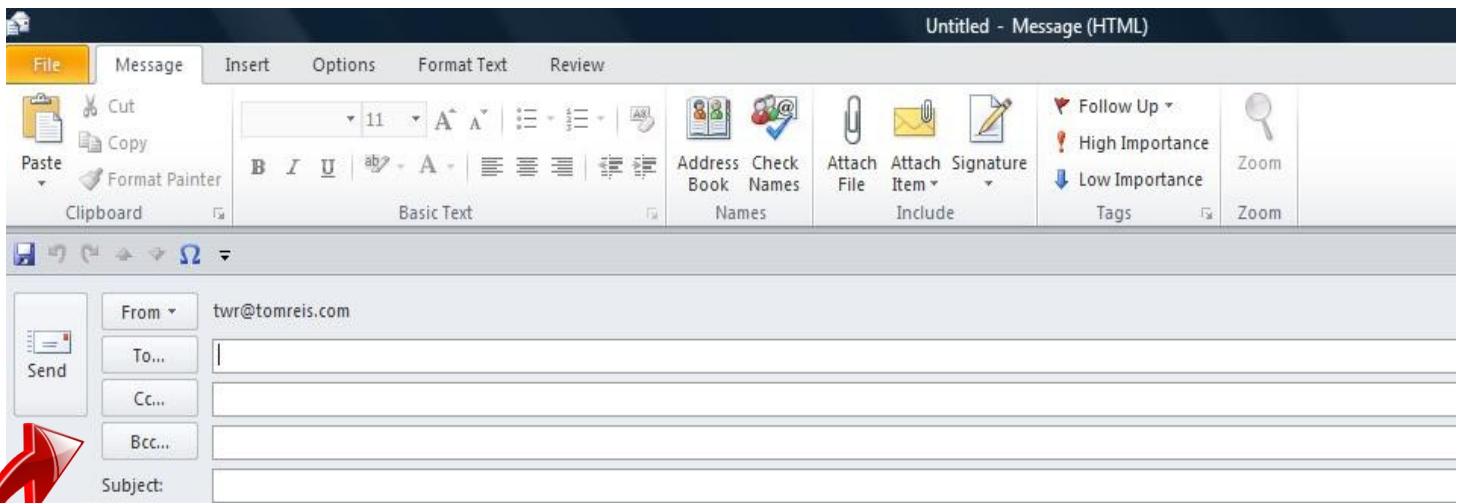 Untitled - Message (HTML)
File Message Insert Options Format Text Review
Paste
Cut
Copy
Format Painter
Clipboard
11 A A
B I U ab A
Basic Text
Address Book
Check Names
Names
Attach File
Attach Item
Signature
Include
Follow Up
High Importance
Low Importance
Tags
Zoom
Zoom
Ω
Send
From twr@tomreis.com
To...
Cc...
Bcc...
Subject: